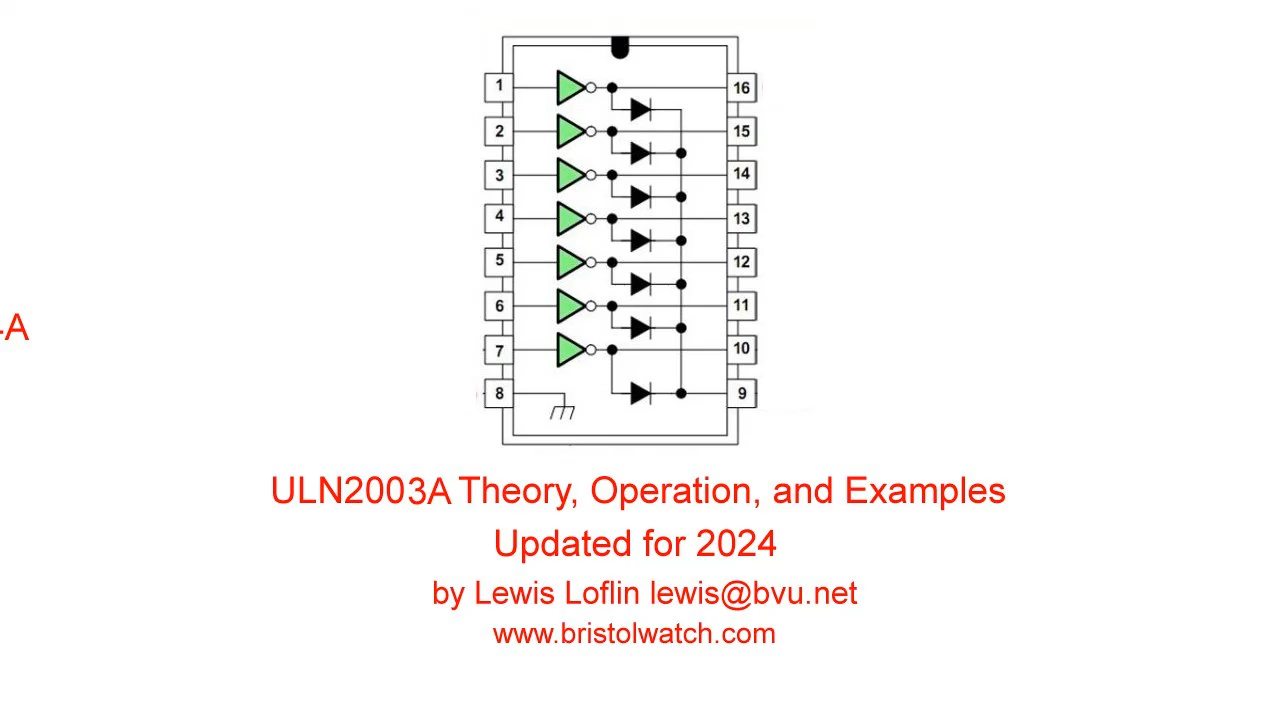 1 16
2 15
3 14
4 13
5 12
6 11
7 10
8 9
-A
ULN2003A Theory, Operation, and Examples
Updated for 2024
by Lewis Loflin lewis@bvu.net
www.bristolwatch.com